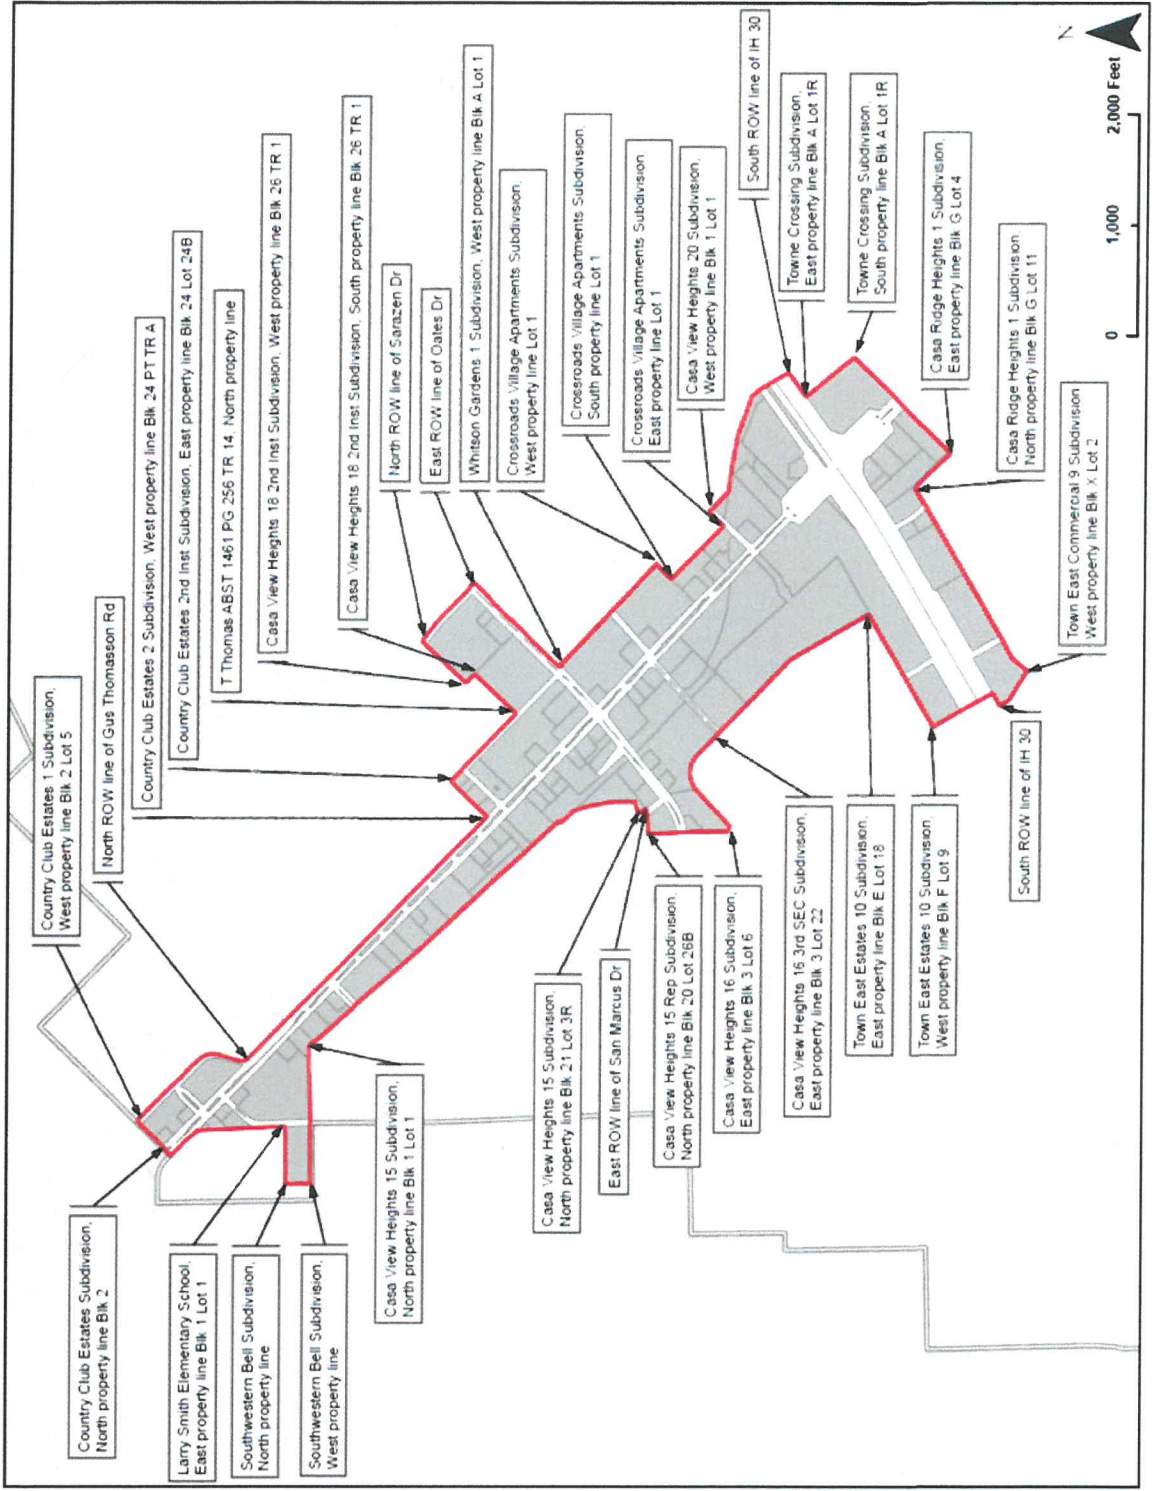 Country Club Estates 1 Subdivision,
West property line Blk 2 Lot 5
North ROW line of Gus Thomasson Rd
Country Club Estates 2 Subdivision, West property line Blk 24 PT TR A
Country Club Estates 2nd Inst Subdivision, East property line Blk 24 Lot 24B
T Thomas ABST 1461 PG 256 TR 14, North property line
Casa View Heights 18 2nd Inst Subdivision, West property line Blk 26 TR 1
Casa View Heights 18 2nd Inst Subdivision, South property line Blk 26 TR 1
North ROW line of Sarazen Dr
East ROW line of Oates Dr
Whitson Gardens 1 Subdivision, West property line Blk A Lot 1
Crossroads Village Apartments Subdivision,
West property line Lot 1
Crossroads Village Apartments Subdivision,
South property line Lot 1
Crossroads Village Apartments Subdivision
East property line Lot 1
Casa View Heights 20 Subdivision,
West property line Blk 1 Lot 1
South ROW line of IH 30
Towne Crossing Subdivision,
East property line Blk A Lot 1R
Towne Crossing Subdivision,
South property line Blk A Lot 1R
Casa Ridge Heights 1 Subdivision,
East property line Blk G Lot 4
Casa Ridge Heights 1 Subdivision
North property line Blk G Lot 11
Town East Commercial 9 Subdivision
West property line Blk X Lot 2
South ROW line of IH 30
Town East Estates 10 Subdivision,
West property line Blk F Lot 9
Town East Estates 10 Subdivision,
East property line Blk E Lot 18
Casa View Heights 16 3rd SEC Subdivision,
East property line Blk 3 Lot 22
Casa View Heights 16 Subdivision,
East property line Blk 3 Lot 6
Casa View Heights 15 Rep Subdivision
North property line Blk 20 Lot 26B
East ROW line of San Marcus Dr
Casa View Heights 15 Subdivision,
North property line Blk 21 Lot 3R
Casa View Heights 15 Subdivision,
North property line Blk 1 Lot 1
Southwestern Bell Subdivision,
West property line
Southwestern Bell Subdivision,
North property line
Larry Smith Elementary School,
East property line Blk 1 Lot 1
Country Club Estates Subdivision,
North property line Blk 2
N
0 1,000 2,000 Feet